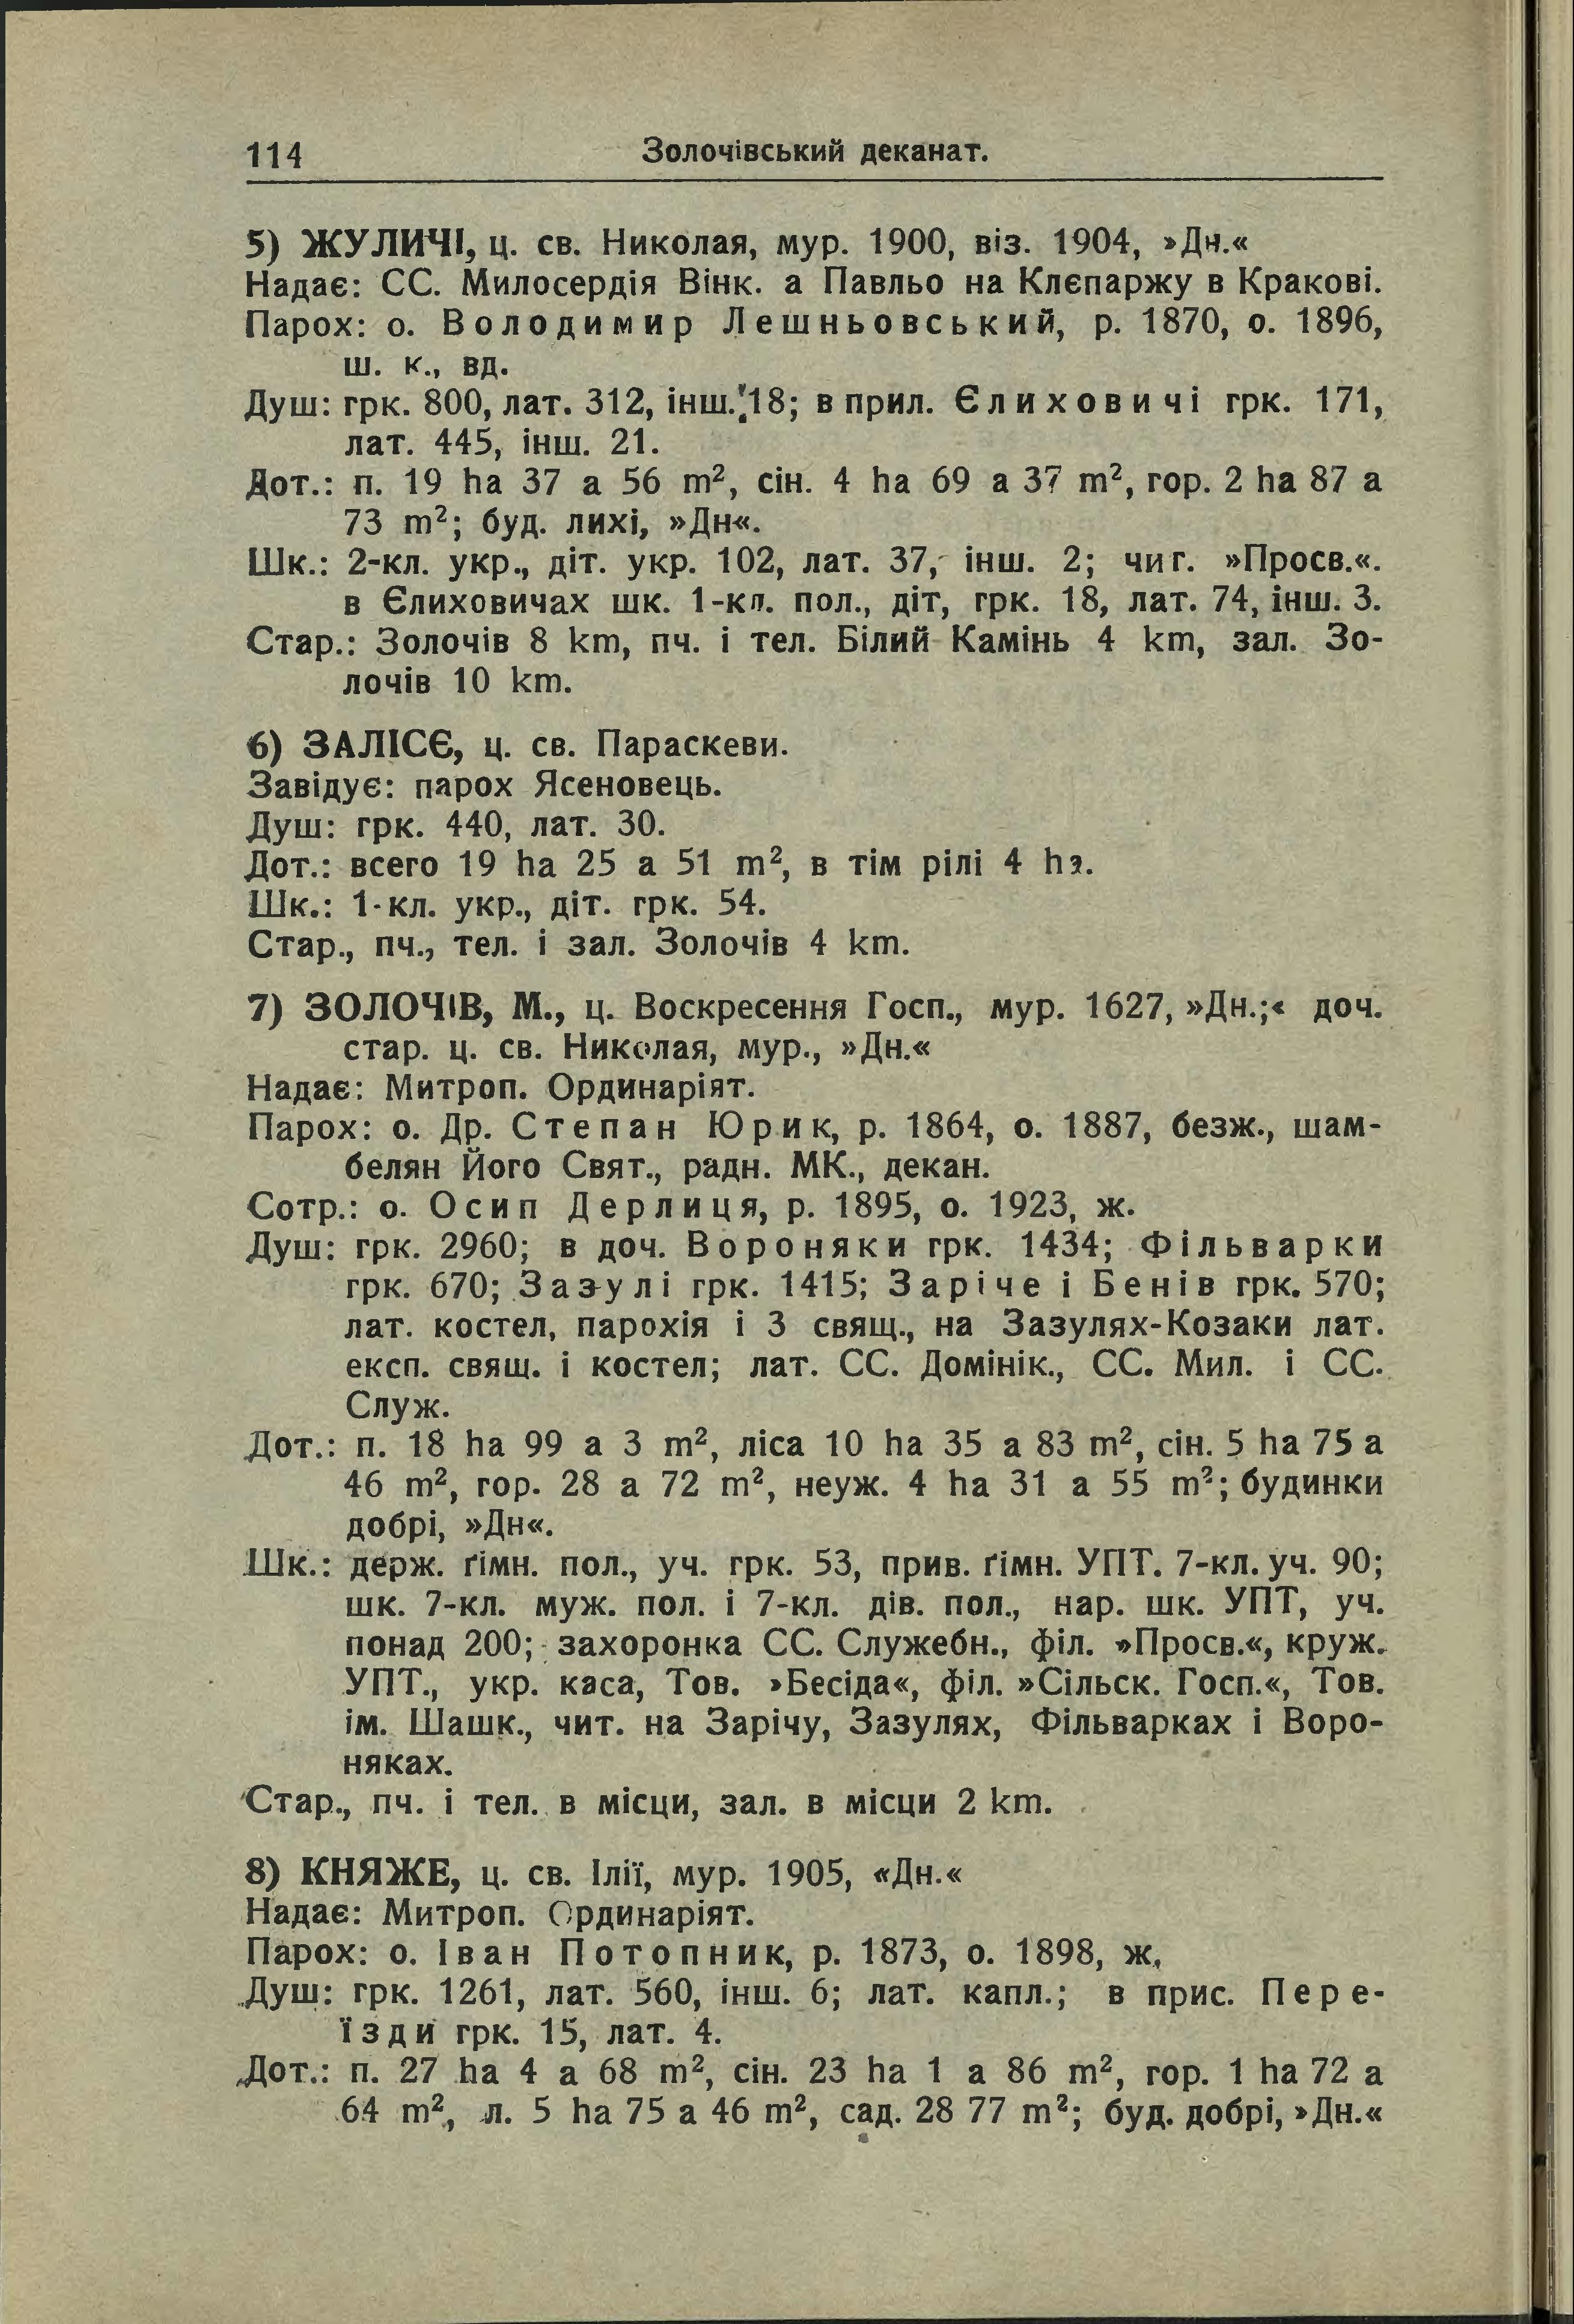 114 Золочівський деканат.
5) ЖУЛИЧІ, ц. св. Николая, мур. 1900, віз. 1904, »Дн.«
Надає: СС. Милосердія Вінк. а Павльо на Клєпаржу в Кракові.
Парох: о. Володимир Лешньовський, р. 1870, о. 1896,
ш. к., вд.
Душ: грк. 800, лат. 312, інш. 18; в прил. Єлиховичі грк. 171,
лат. 445, інш. 21.
Дот.: п. 19 ha 37 a 56 m², сін. 4 ha 69 a 37 m², гор. 2 ha 87 a
73 m²; буд. лихі, »Дн«.
Шк.: 2-кл. укр., діт. укр. 102, лат. 37, інш. 2; чит. »Просв.«.
в Єлиховичах шк. 1-кл. пол., діт, грк. 18, лат. 74, інш. 3.
Стар.: Золочів 8 km, пч. і тел. Білий Камінь 4 km, зал. Зо-
лочів 10 km.
6) ЗАЛІСЄ, ц. св. Параскеви.
Завідує: парох Ясеновець.
Душ: грк. 440, лат. 30.
Дот.: всего 19 ha 25 a 51 m², в тім рілі 4 ha.
Шк.: 1-кл. укр., діт. грк. 54.
Стар., пч., тел. і зал. Золочів 4 km.
7) ЗОЛОЧІВ, М., ц. Воскресення Госп., мур. 1627, »Дн.;« доч.
стар. ц. св. Николая, мур., »Дн.«
Надає: Митроп. Ординаріят.
Парох: о. Др. Степан Юрик, р. 1864, о. 1887, безж., шам-
белян Його Свят., радн. МК., декан.
Сотр.: о. Осип Дерлиця, р. 1895, о. 1923, ж.
Душ: грк. 2960; в доч. Вороняки грк. 1434; Фільварки
грк. 670; Зазулі грк. 1415; Заріче і Бенів грк. 570;
лат. костел, парохія і 3 свящ., на Зазулях-Козаки лат.
експ. свящ. і костел; лат. СС. Домінік., СС. Мил. і СС.
Служ.
Дот.: п. 18 ha 99 a 3 m², ліса 10 ha 35 a 83 m², сін. 5 ha 75 a
46 m², гор. 28 a 72 m², неуж. 4 ha 31 a 55 m²; будинки
добрі, »Дн«.
Шк.: держ. ґімн. пол., уч. грк. 53, прив. ґімн. УПТ. 7-кл. уч. 90;
шк. 7-кл. муж. пол. і 7-кл. дів. пол., нар. шк. УПТ, уч.
понад 200; захоронка СС. Служебн., філ. »Просв.«, круж.
УПТ., укр. каса, Тов. »Бесіда«, філ. »Сільск. Госп.«, Тов.
ім. Шашк., чит. на Зарічу, Зазулях, Фільварках і Воро-
няках.
Стар., пч. і тел. в місци, зал. в місци 2 km.
8) КНЯЖЕ, ц. св. Ілії, мур. 1905, «Дн.«
Надає: Митроп. Ординаріят.
Парох: о. Іван Потопник, р. 1873, о. 1898, ж,
Душ: грк. 1261, лат. 560, інш. 6; лат. капл.; в прис. Пере-
їзди грк. 15, лат. 4.
Дот.: п. 27 ha 4 a 68 m², сін. 23 ha 1 a 86 m², гор. 1 ha 72 a
64 m², л. 5 ha 75 a 46 m², сад. 28 77 m²; буд. добрі, »Дн.«